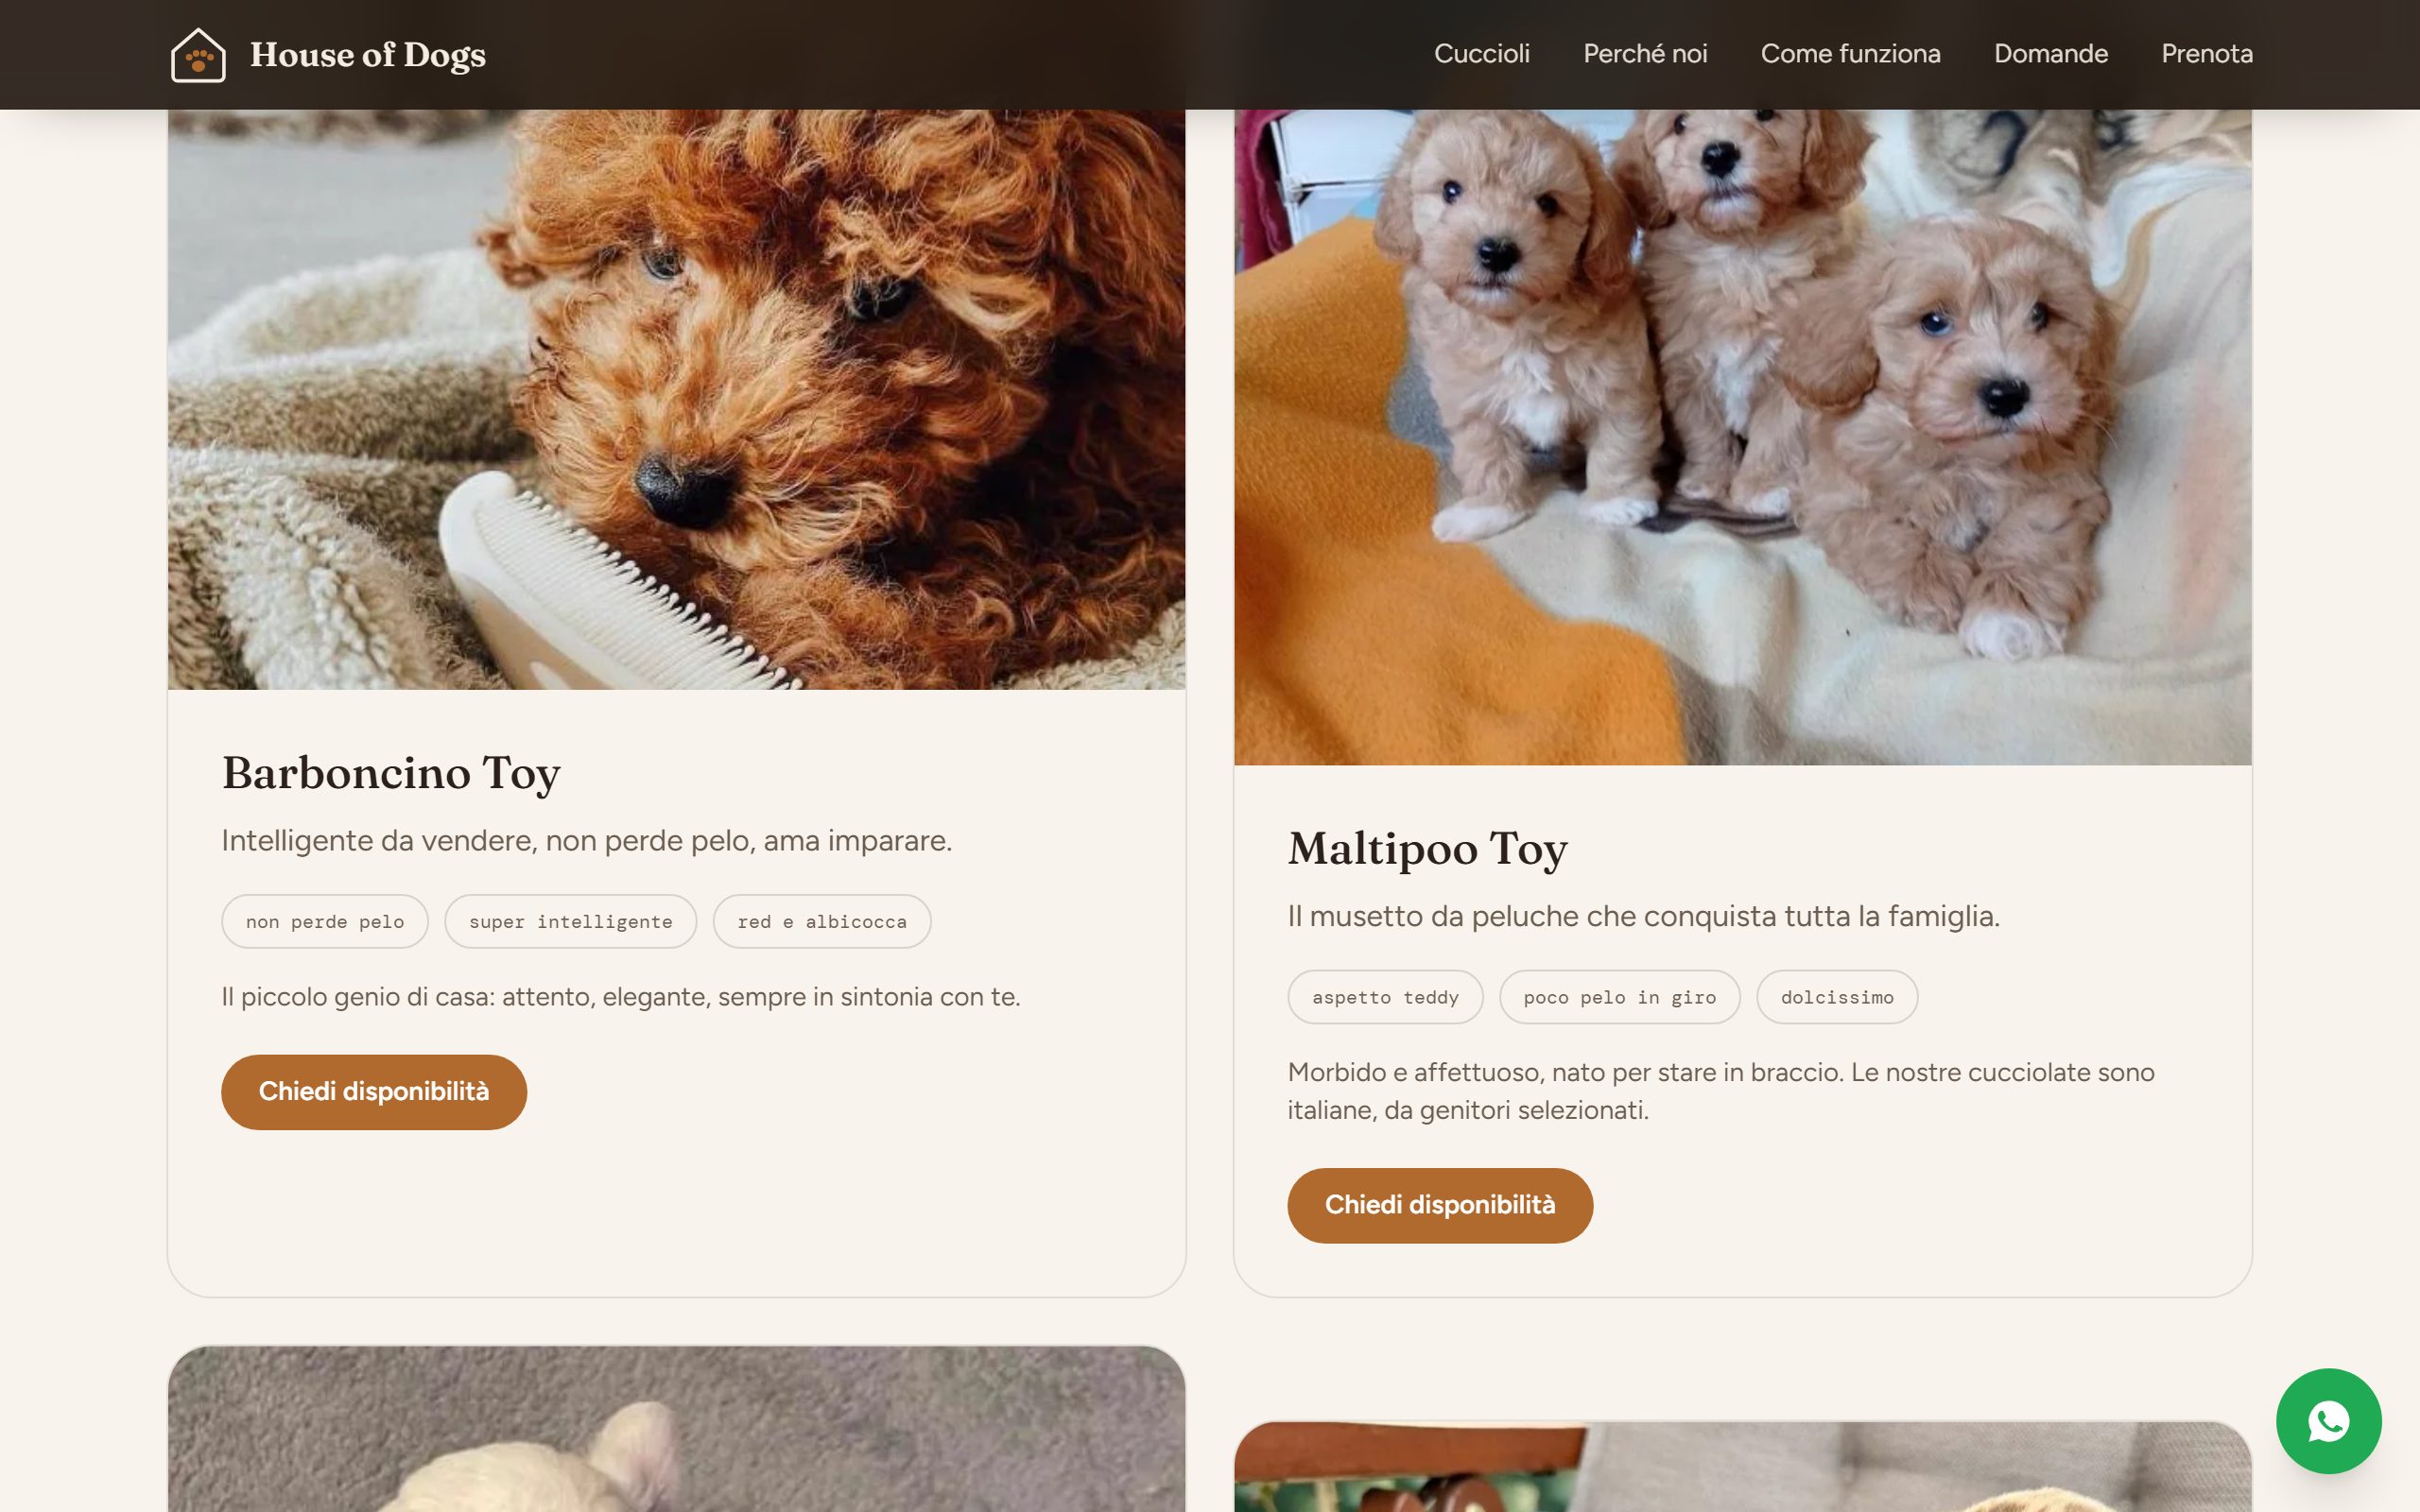 House of Dogs
Cuccioli
Perché noi
Come funziona
Domande
Prenota
Barboncino Toy
Intelligente da vendere, non perde pelo, ama imparare.
non perde pelo
super intelligente
red e albicocca
Il piccolo genio di casa: attento, elegante, sempre in sintonia con te.
Chiedi disponibilità
Maltipoo Toy
Il musetto da peluche che conquista tutta la famiglia.
aspetto teddy
poco pelo in giro
dolcissimo
Morbido e affettuoso, nato per stare in braccio. Le nostre cucciolate sono
italiane, da genitori selezionati.
Chiedi disponibilità